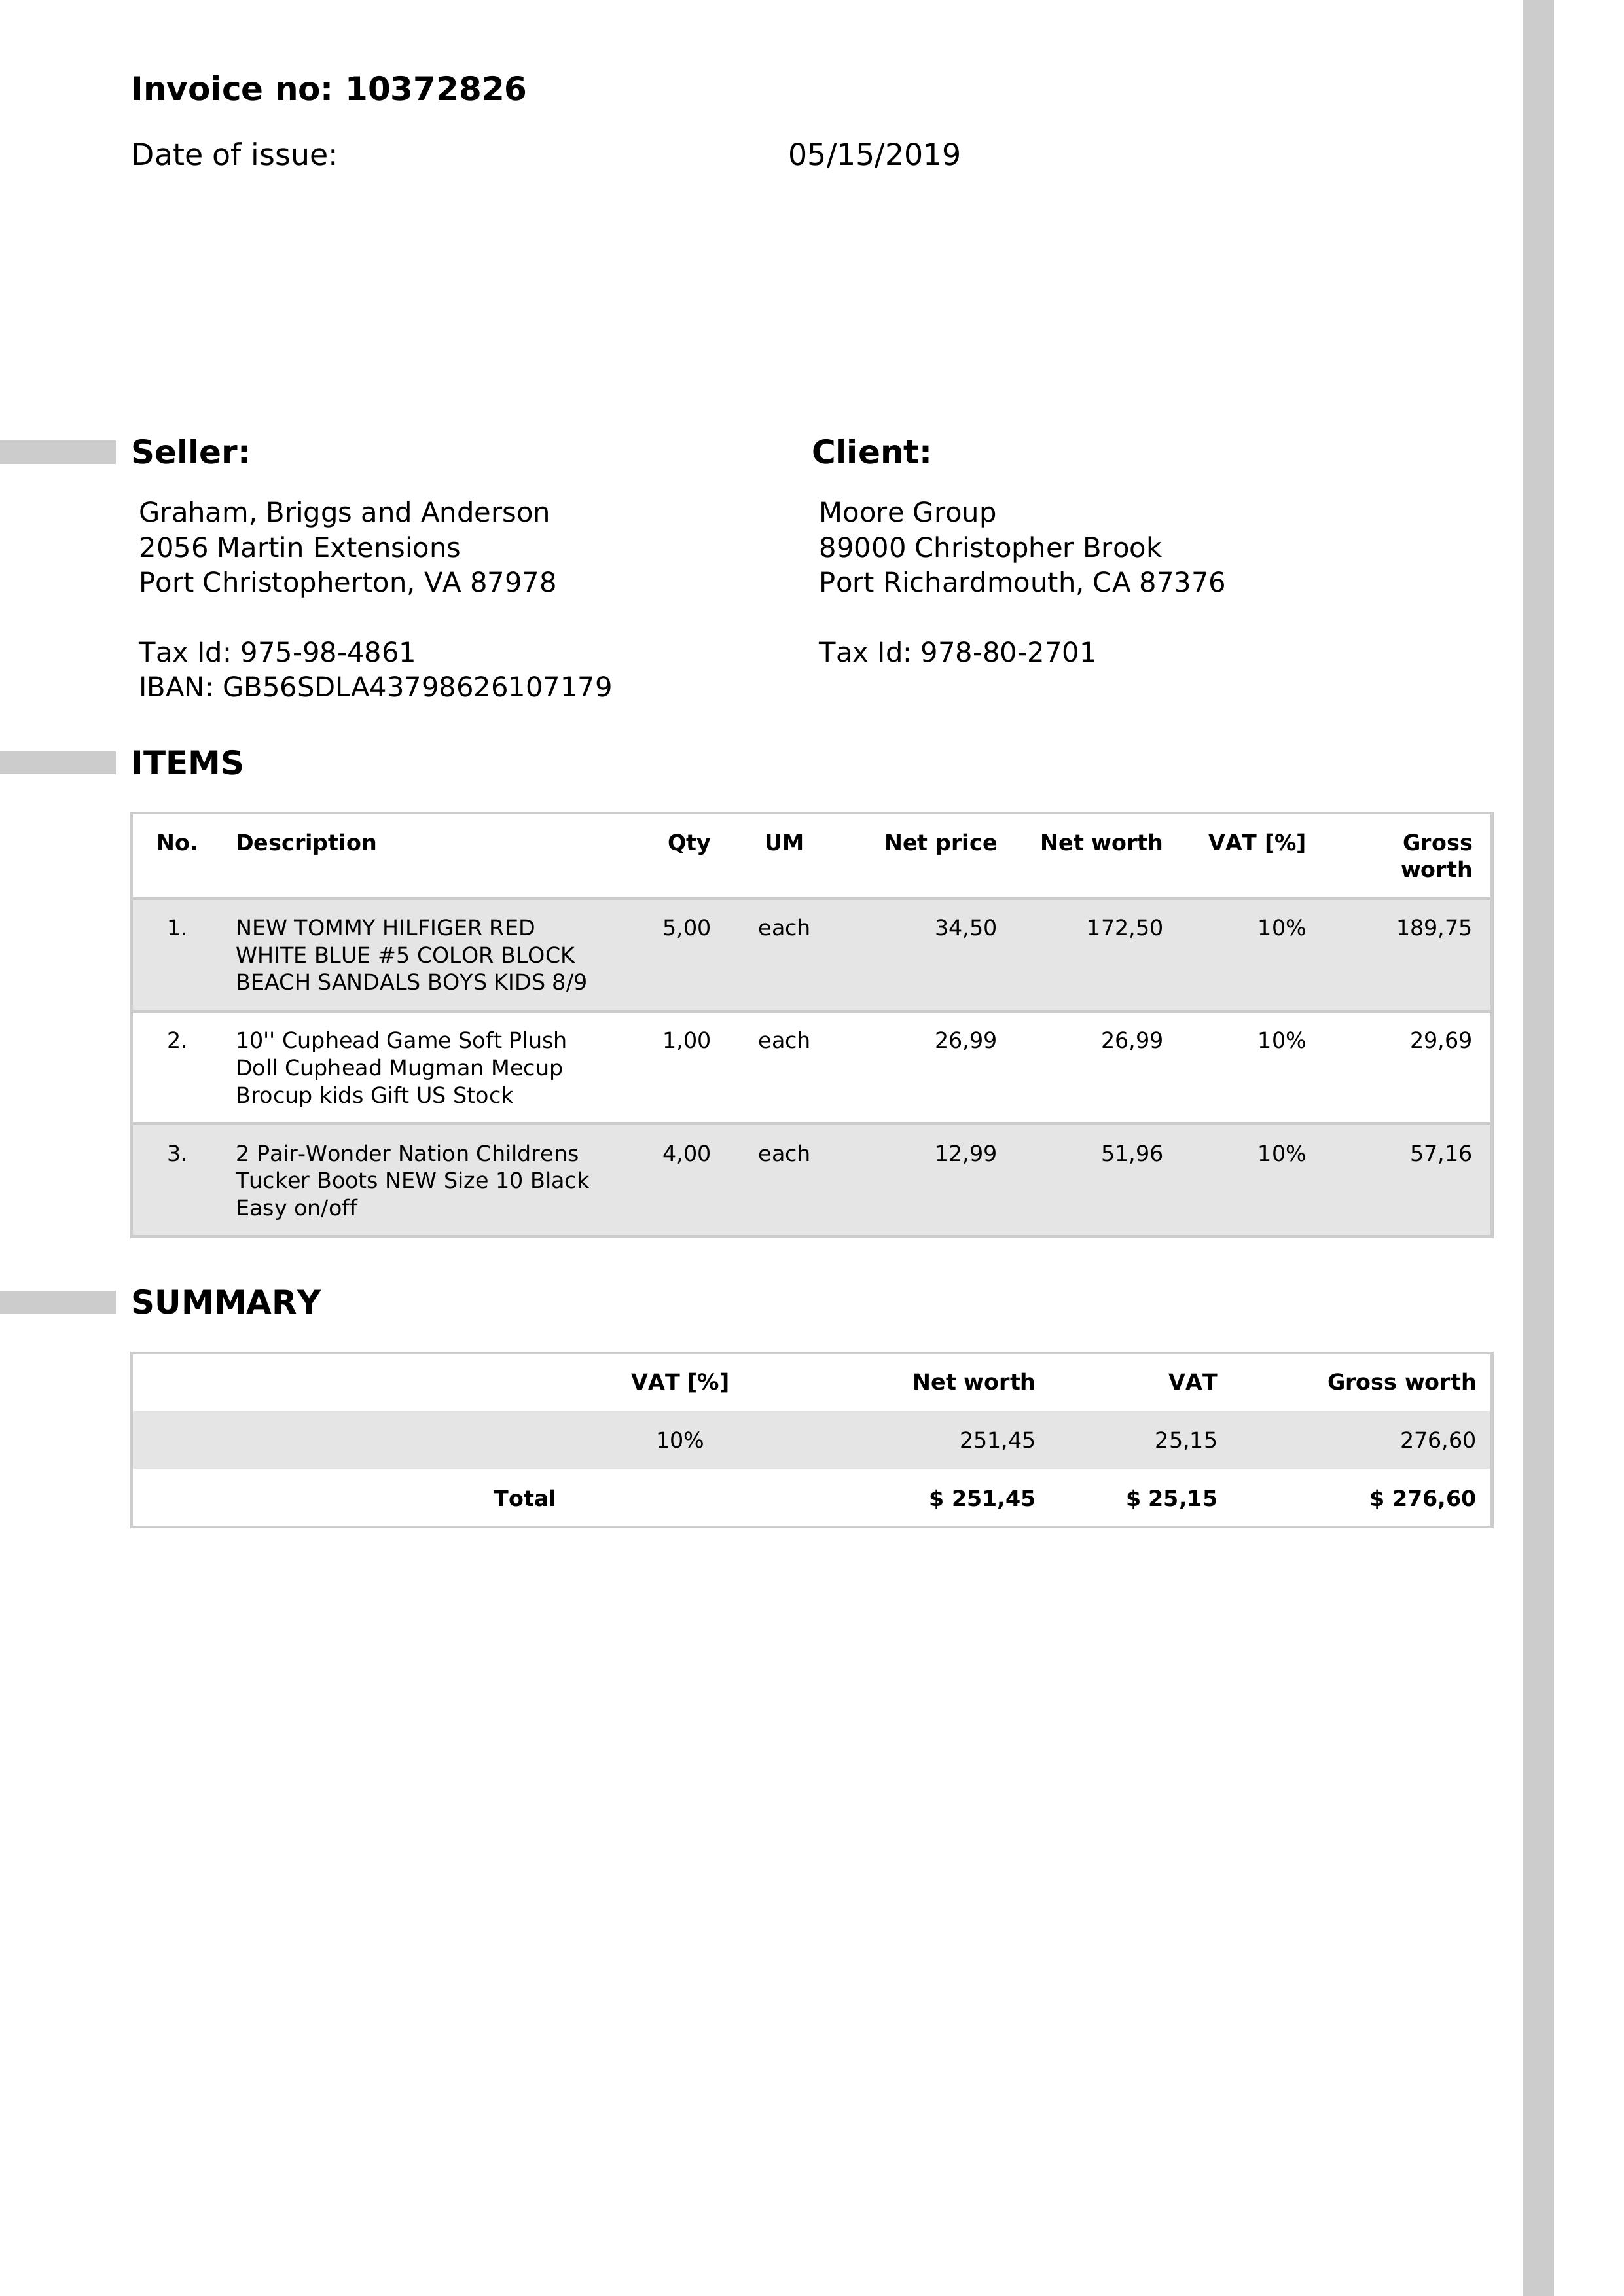 Invoice no: 10372826
Date of issue: 05/15/2019
Seller:
Graham, Briggs and Anderson
2056 Martin Extensions
Port Christopherton, VA 87978
Tax Id: 975-98-4861
IBAN: GB56SDLA43798626107179
Client:
Moore Group
89000 Christopher Brook
Port Richardmouth, CA 87376
Tax Id: 978-80-2701
ITEMS
No. Description Qty UM Net price Net worth VAT [%] Gross
worth
1. NEW TOMMY HILFIGER RED 5,00 each 34,50 172,50 10% 189,75
WHITE BLUE #5 COLOR BLOCK
BEACH SANDALS BOYS KIDS 8/9
2. 10'' Cuphead Game Soft Plush 1,00 each 26,99 26,99 10% 29,69
Doll Cuphead Mugman Mecup
Brocup kids Gift US Stock
3. 2 Pair-Wonder Nation Childrens 4,00 each 12,99 51,96 10% 57,16
Tucker Boots NEW Size 10 Black
Easy on/off
SUMMARY
VAT [%] Net worth VAT Gross worth
10% 251,45 25,15 276,60
Total $ 251,45 $ 25,15 $ 276,60